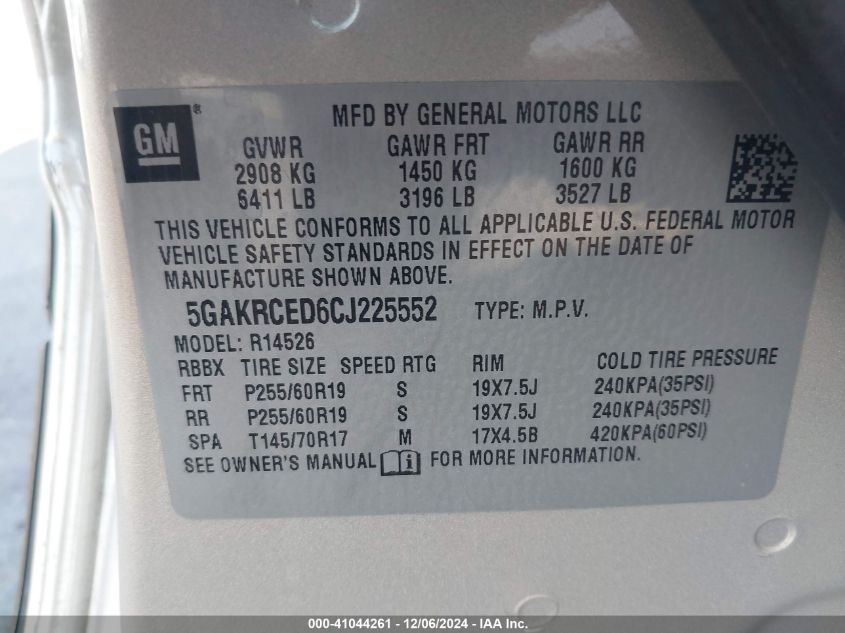 GM ®
MFD BY GENERAL MOTORS LLC
GVWR GAWR FRT GAWR RR
2908 KG 1450 KG 1600 KG
6411 LB 3196 LB 3527 LB
THIS VEHICLE CONFORMS TO ALL APPLICABLE U.S. FEDERAL MOTOR
VEHICLE SAFETY STANDARDS IN EFFECT ON THE DATE OF
MANUFACTURE SHOWN ABOVE.
5GAKRCED6CJ225552 TYPE: M.P.V.
MODEL: R14526
RBBX TIRE SIZE SPEED RTG RIM COLD TIRE PRESSURE
FRT P255/60R19 S 19X7.5J 240KPA(35PSI)
RR P255/60R19 S 19X7.5J 240KPA(35PSI)
SPA T145/70R17 M 17X4.5B 420KPA(60PSI)
SEE OWNER'S MANUAL i FOR MORE INFORMATION.
000-41044261 - 12/06/2024 - IAA Inc.